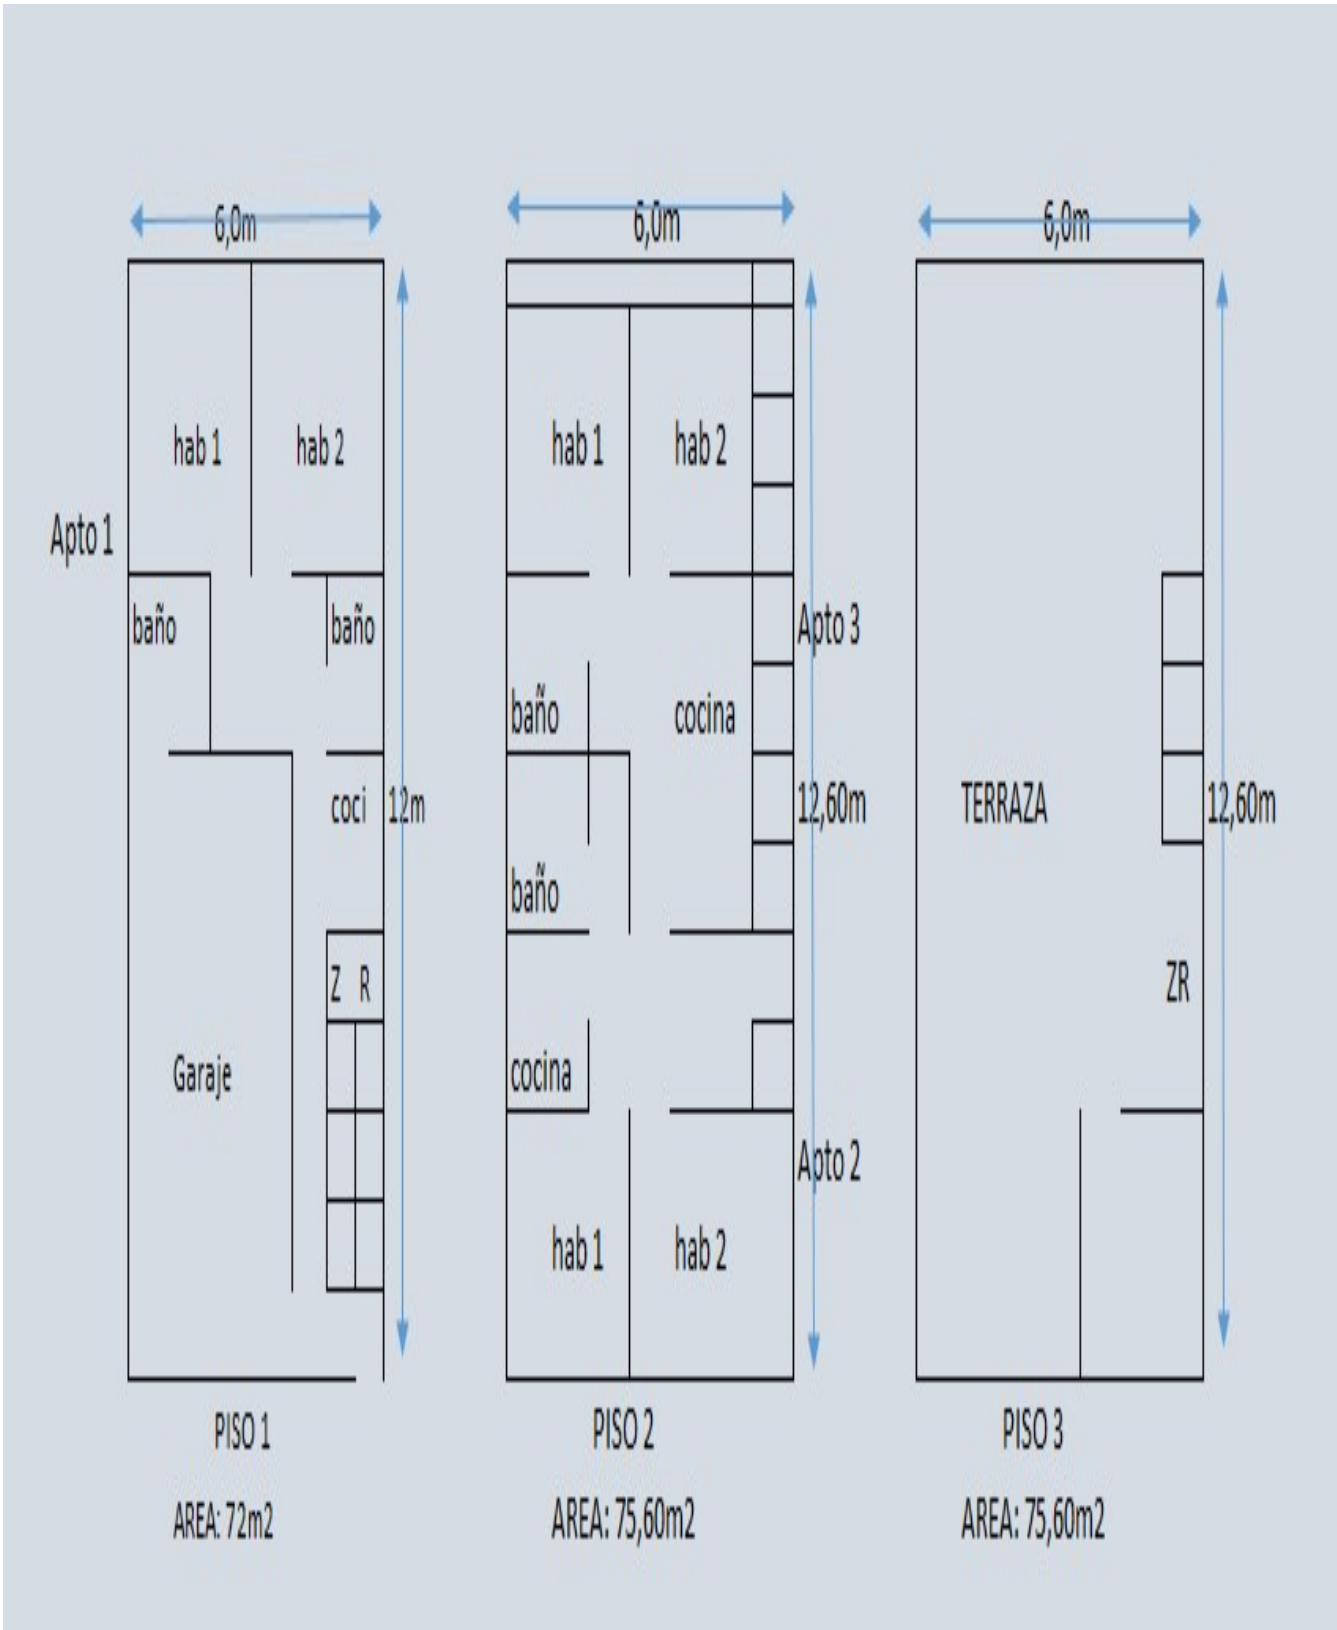 6,0m
6,0m
6,0m
hab 1
hab 2
hab 1
hab 2
Apto 1
baño
baño
Apto 3
baño
cocina
coci
12m
12,60m
TERRAZA
12,60m
baño
Z R
ZR
Garaje
cocina
Apto 2
hab 1
hab 2
PISO 1
PISO 2
PISO 3
AREA: 72m2
AREA: 75,60m2
AREA: 75,60m2